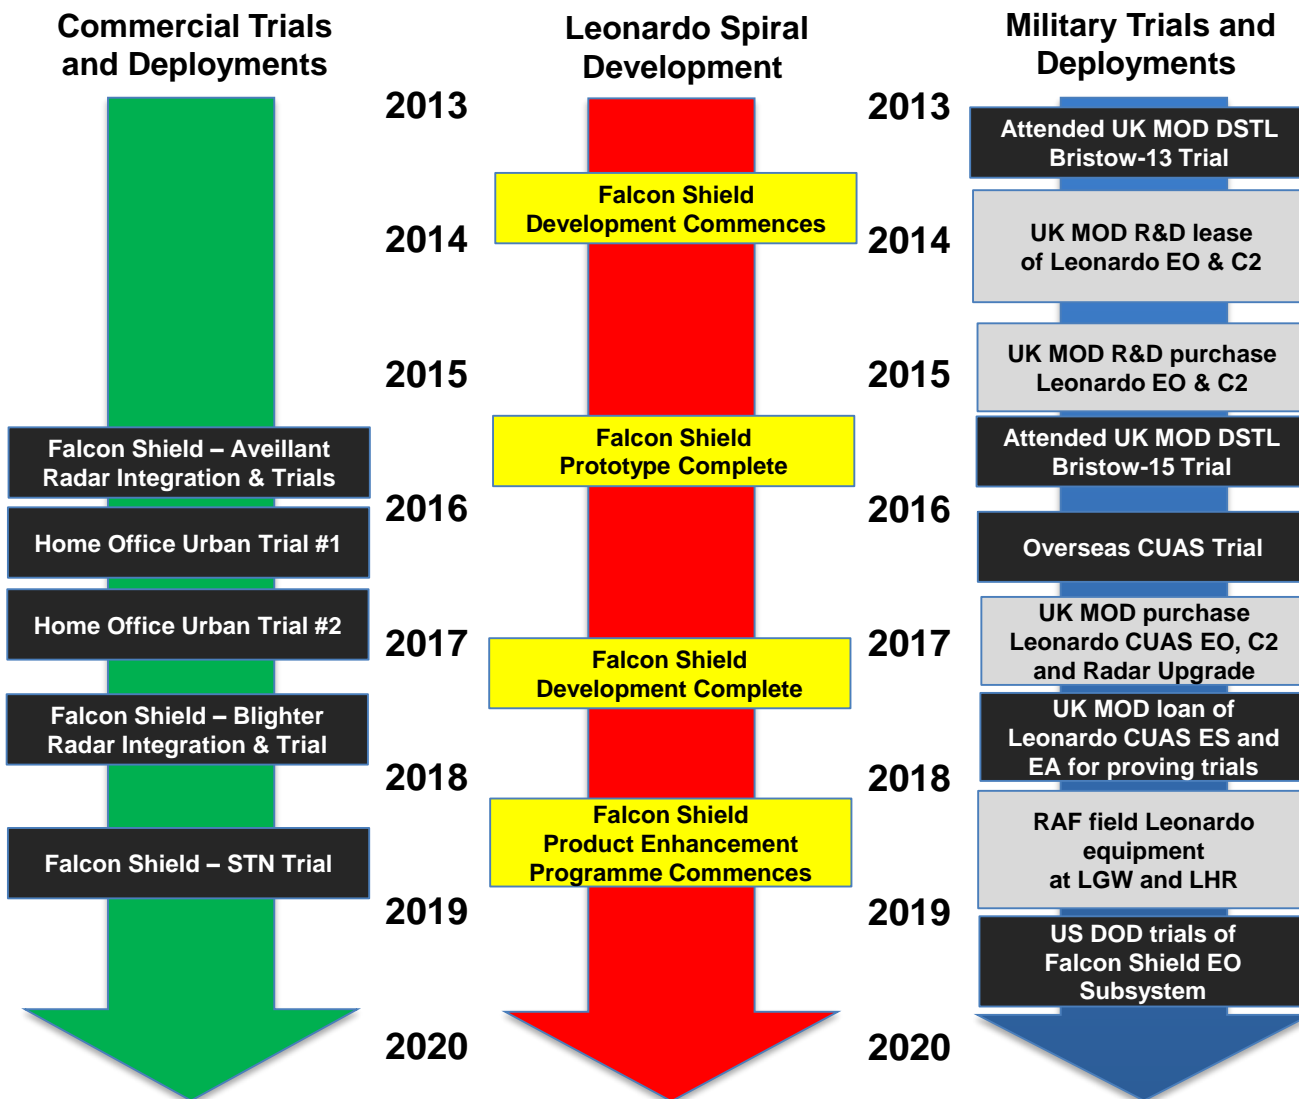 Commercial Trials
and Deployments
Leonardo Spiral
Development
Military Trials and
Deployments
2013
2014
2015
2016
2017
2018
2019
2020
2013
2014
2015
2016
2017
2018
2019
2020
Falcon Shield – Aveillant
Radar Integration & Trials
Home Office Urban Trial #1
Home Office Urban Trial #2
Falcon Shield – Blighter
Radar Integration & Trial
Falcon Shield – STN Trial
Falcon Shield
Development Commences
Falcon Shield
Prototype Complete
Falcon Shield
Development Complete
Falcon Shield
Product Enhancement
Programme Commences
Attended UK MOD DSTL
Bristow-13 Trial
UK MOD R&D lease
of Leonardo EO & C2
UK MOD R&D purchase
Leonardo EO & C2
Attended UK MOD DSTL
Bristow-15 Trial
Overseas CUAS Trial
UK MOD purchase
Leonardo CUAS EO, C2
and Radar Upgrade
UK MOD loan of
Leonardo CUAS ES and
EA for proving trials
RAF field Leonardo
equipment
at LGW and LHR
US DOD trials of
Falcon Shield EO
Subsystem